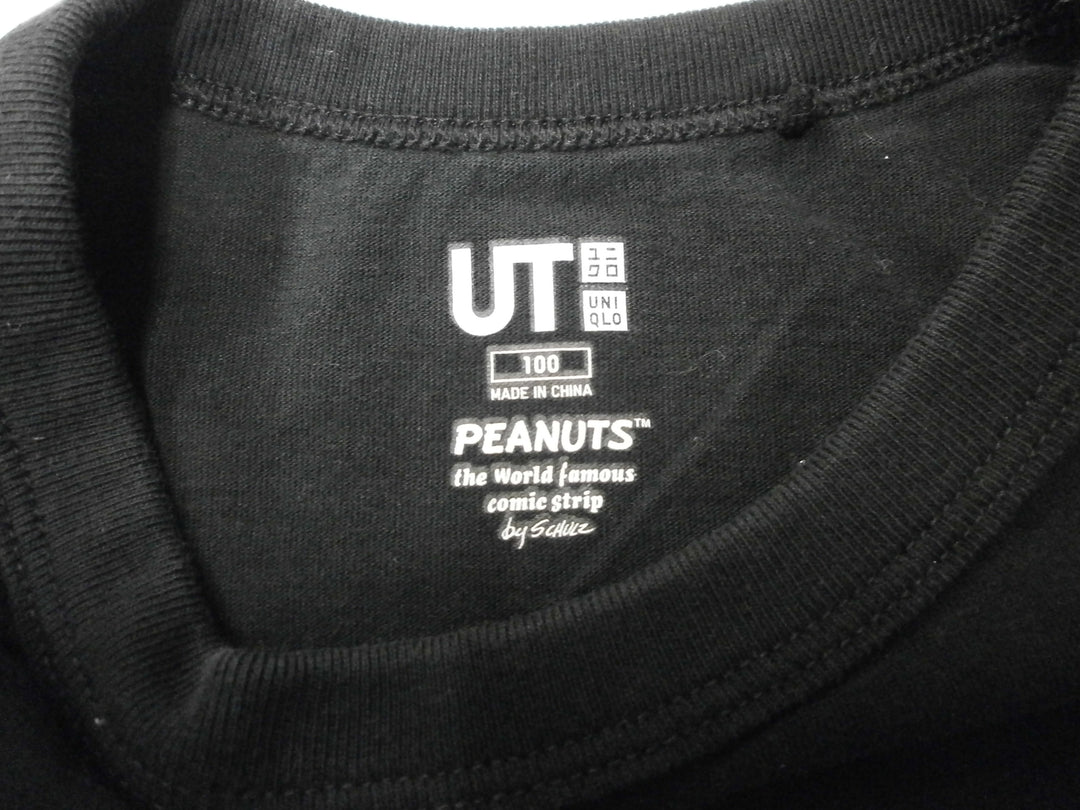 UT
ユニ
クロ
UNI
QLO
100
MADE IN CHINA
PEANUTS™
the World famous
comic strip
by SCHULZ